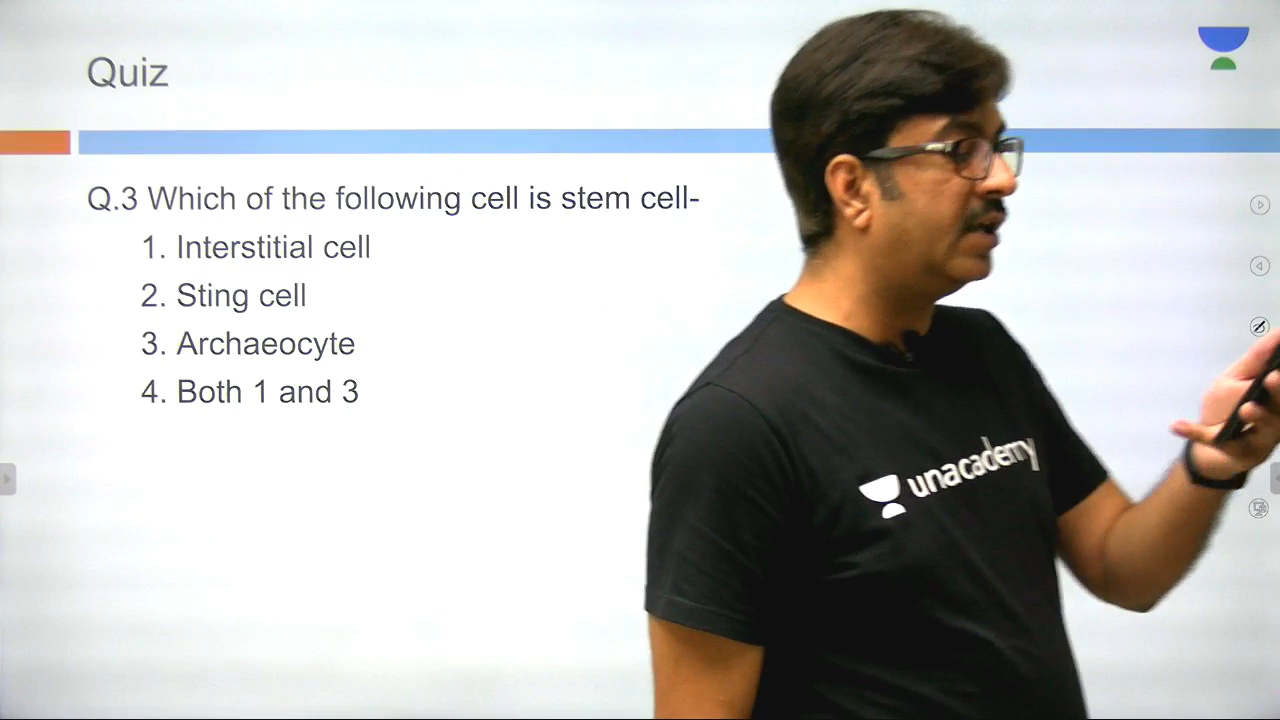 Quiz
Q.3 Which of the following cell is stem cell-
1. Interstitial cell
2. Sting cell
3. Archaeocyte
4. Both 1 and 3
unacademy